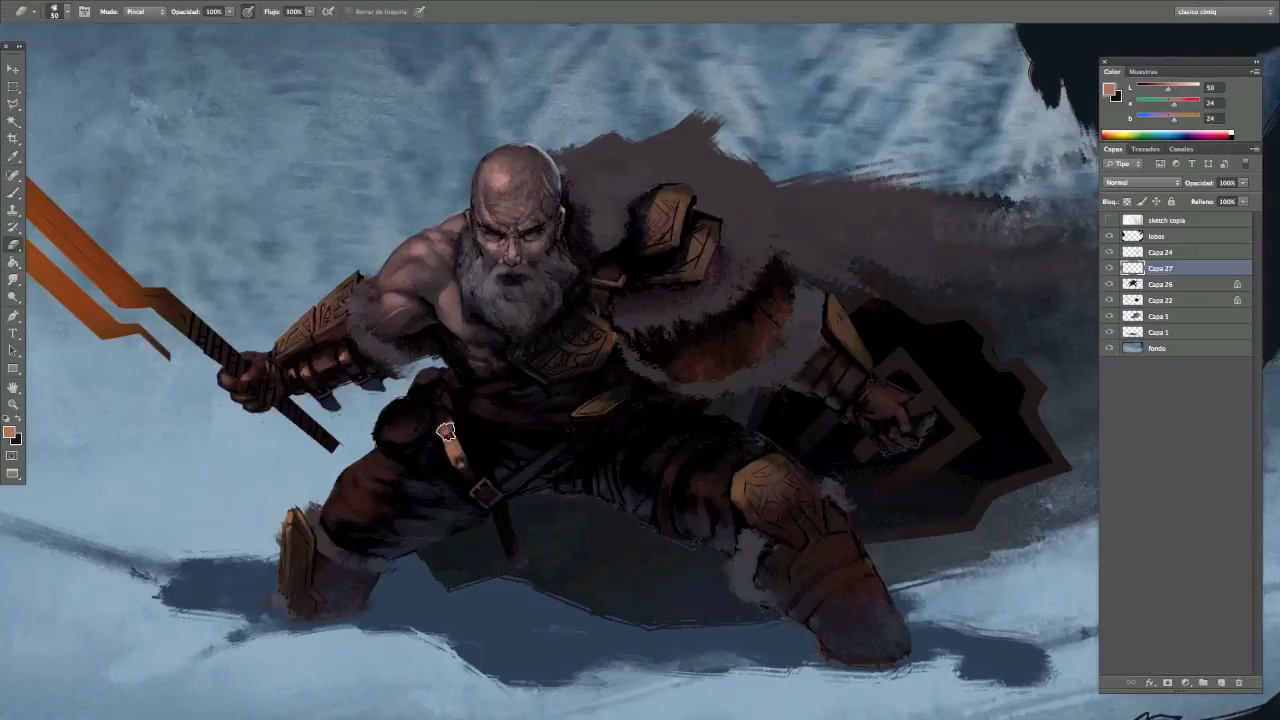 50 Modo: Pincel Opacidad: 100% Flujo: 100% Borrar de historia clasico cintiq
Color Muestras
L 50
a 24
b 24
Capas Trazados Canales
Tipo
Normal Opacidad: 100%
Bloq.: Relleno: 100%
sketch copia
lobos
Capa 24
Capa 27
Capa 26
Capa 22
Capa 5
Capa 1
fondo